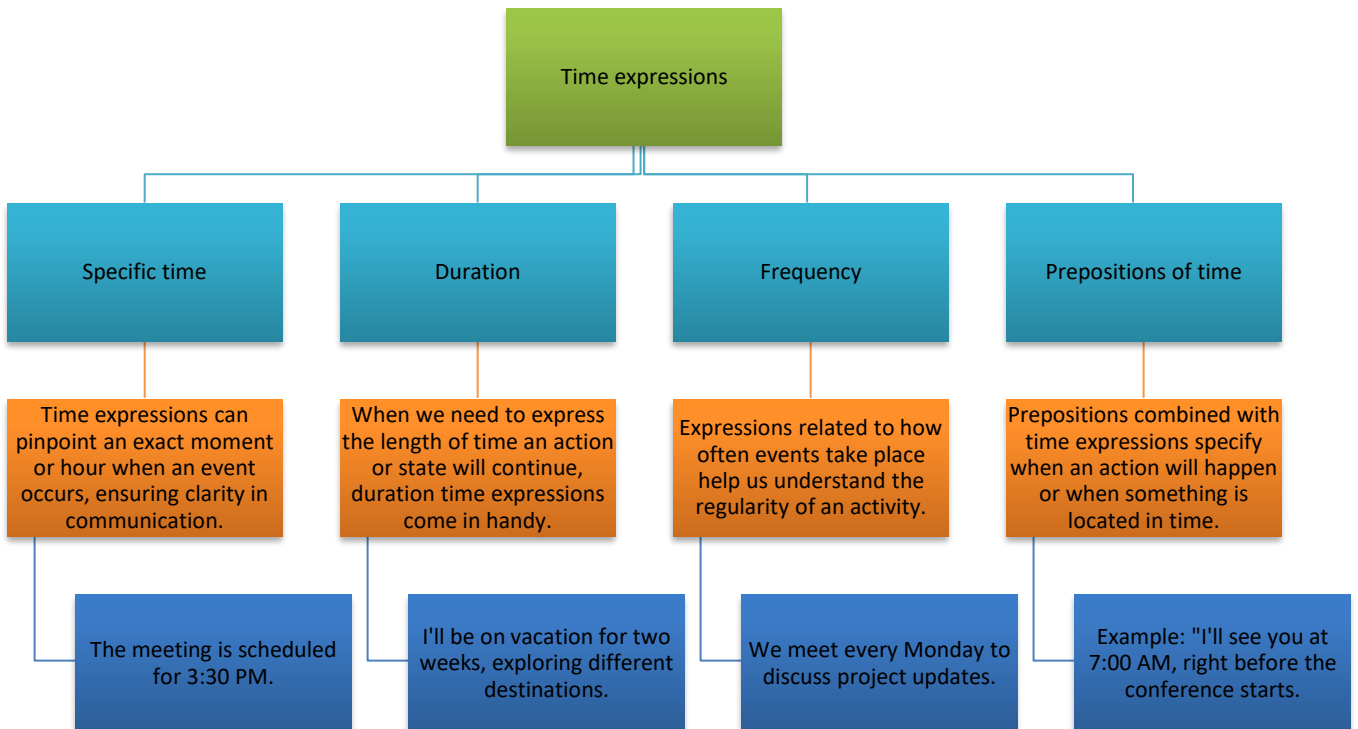 Time expressions
Specific time
Duration
Frequency
Prepositions of time
Time expressions can
pinpoint an exact moment
or hour when an event
occurs, ensuring clarity in
communication.
When we need to express
the length of time an action
or state will continue,
duration time expressions
come in handy.
Expressions related to how
often events take place
help us understand the
regularity of an activity.
Prepositions combined with
time expressions specify
when an action will happen
or when something is
located in time.
The meeting is scheduled
for 3:30 PM.
I'll be on vacation for two
weeks, exploring different
destinations.
We meet every Monday to
discuss project updates.
Example: "I'll see you at
7:00 AM, right before the
conference starts.